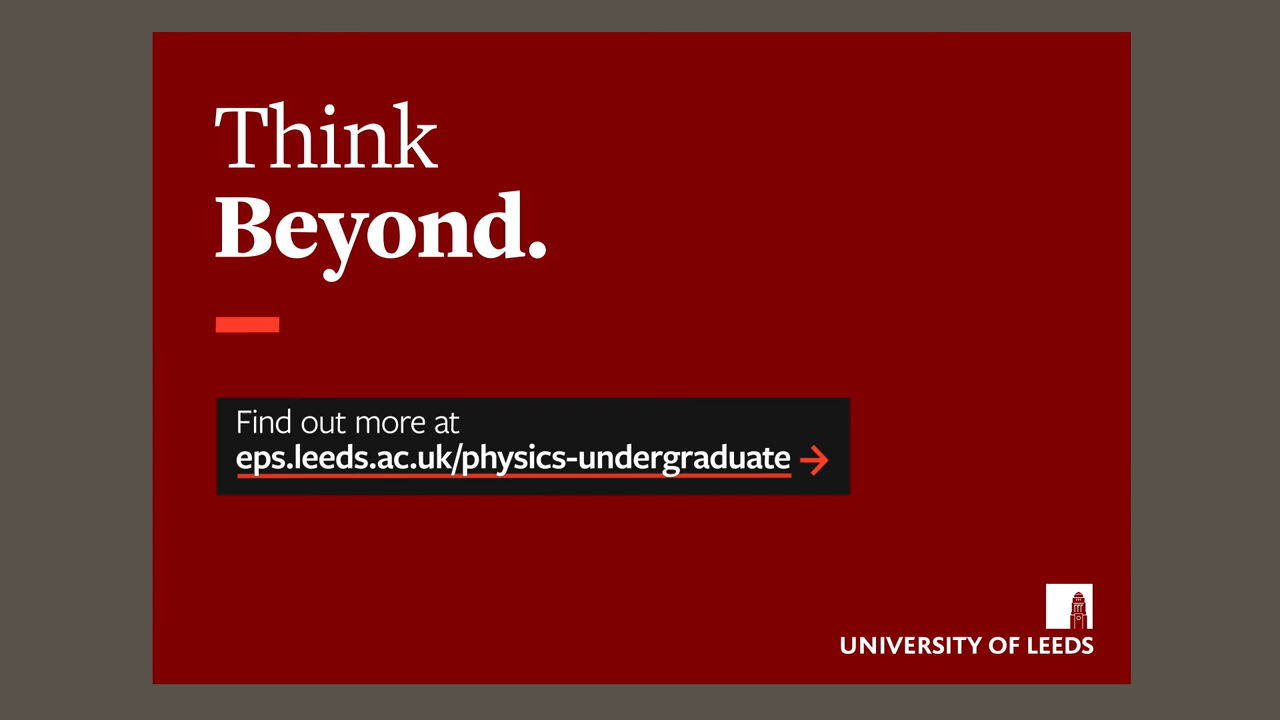 Think
Beyond.
Find out more at
eps.leeds.ac.uk/physics-undergraduate
UNIVERSITY OF LEEDS